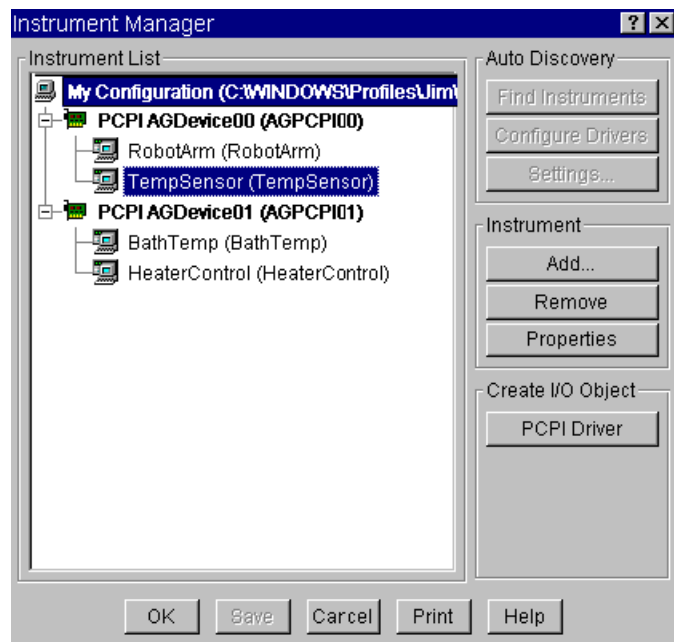 Instrument Manager
Instrument List
My Configuration (C:\WINDOWS\Profiles\Jim\
PCPI AGDevice00 (AGPCPI00)
RobotArm (RobotArm)
TempSensor (TempSensor)
PCPI AGDevice01 (AGPCPI01)
BathTemp (BathTemp)
HeaterControl (HeaterControl)
Auto Discovery
Find Instruments
Configure Drivers
Settings...
Instrument
Add...
Remove
Properties
Create I/O Object
PCPI Driver
OK
Save
Carcel
Print
Help